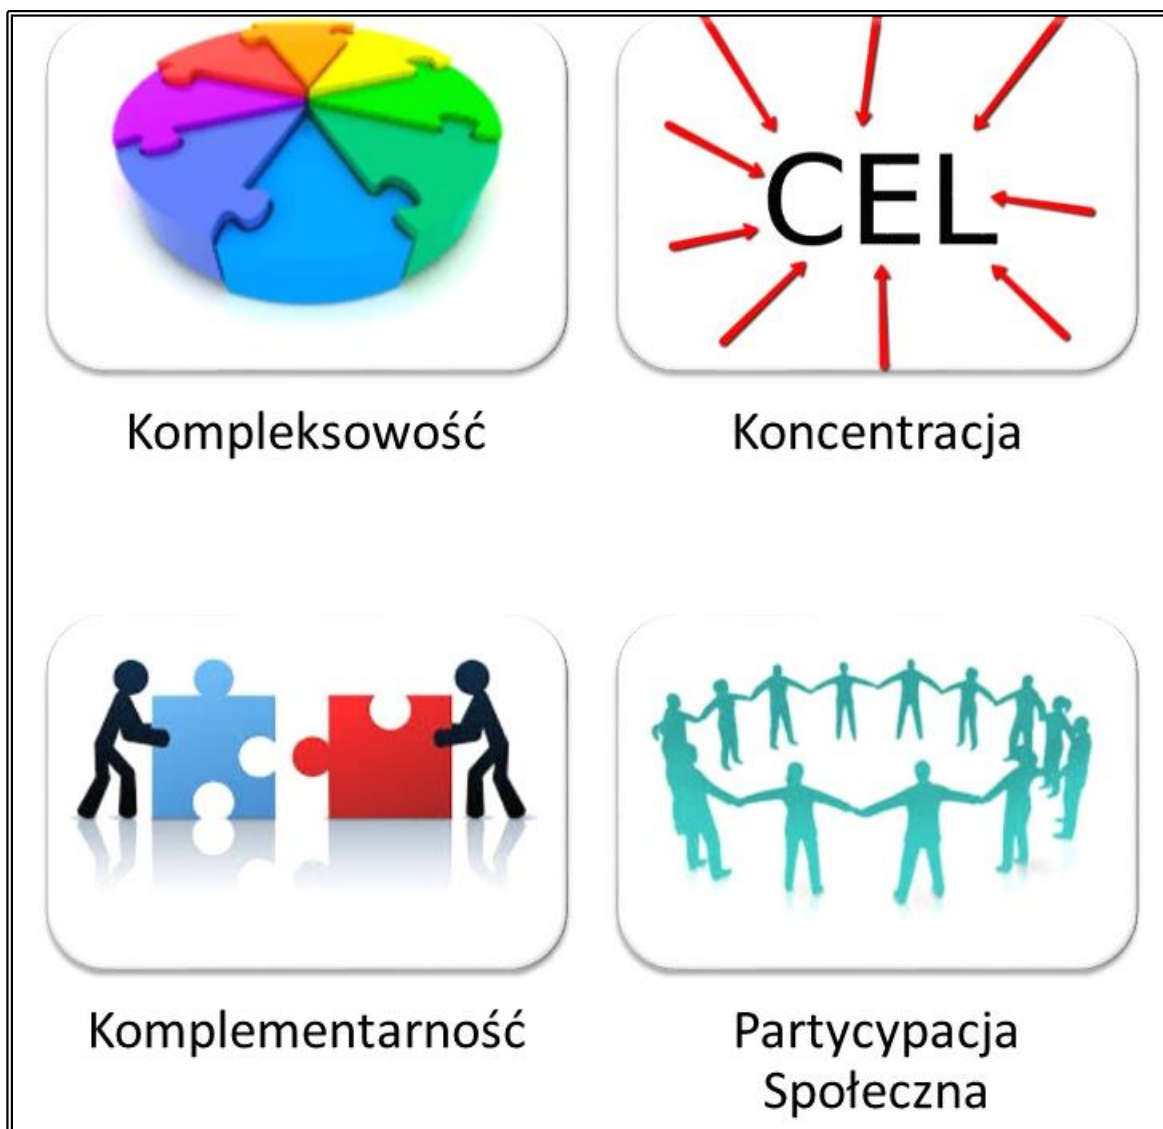 CEL
Kompleksowość
Koncentracja
Komplementarność
Partycypacja
Społeczna